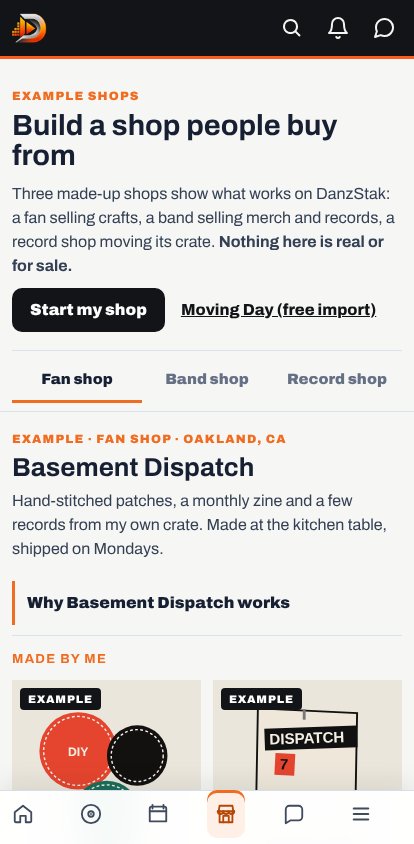 EXAMPLE SHOPS
Build a shop people buy
from
Three made-up shops show what works on DanzStak:
a fan selling crafts, a band selling merch and records, a
record shop moving its crate. Nothing here is real or
for sale.
Start my shop
Moving Day (free import)
Fan shop
Band shop
Record shop
EXAMPLE · FAN SHOP · OAKLAND, CA
Basement Dispatch
Hand-stitched patches, a monthly zine and a few
records from my own crate. Made at the kitchen table,
shipped on Mondays.
Why Basement Dispatch works
MADE BY ME
EXAMPLE
DIY
EXAMPLE
DISPATCH
7